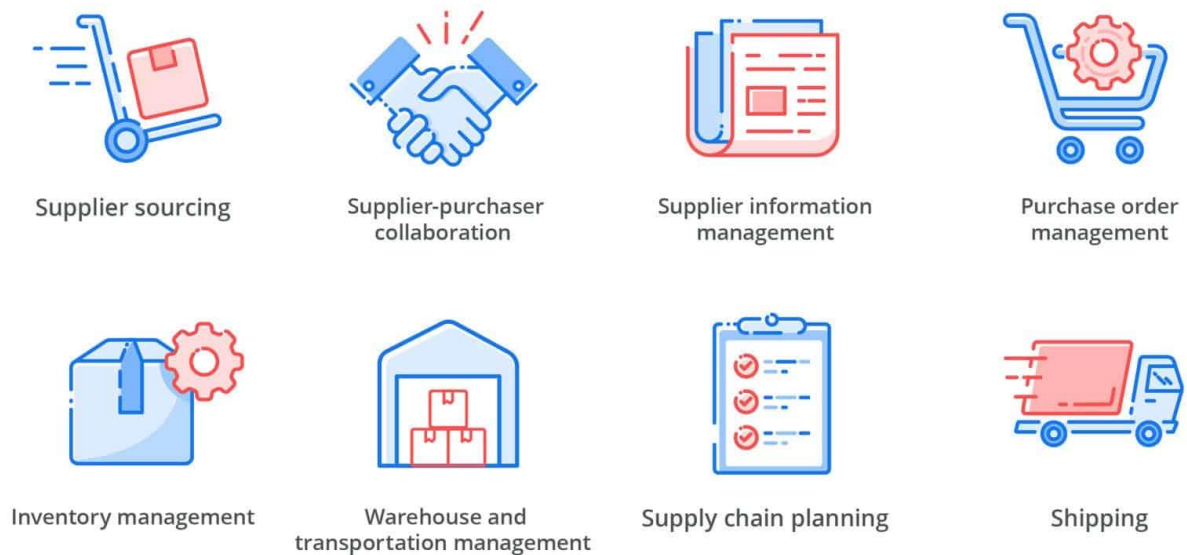 Supplier sourcing
Supplier-purchaser
collaboration
Supplier information
management
Purchase order
management
Inventory management
Warehouse and
transportation management
Supply chain planning
Shipping